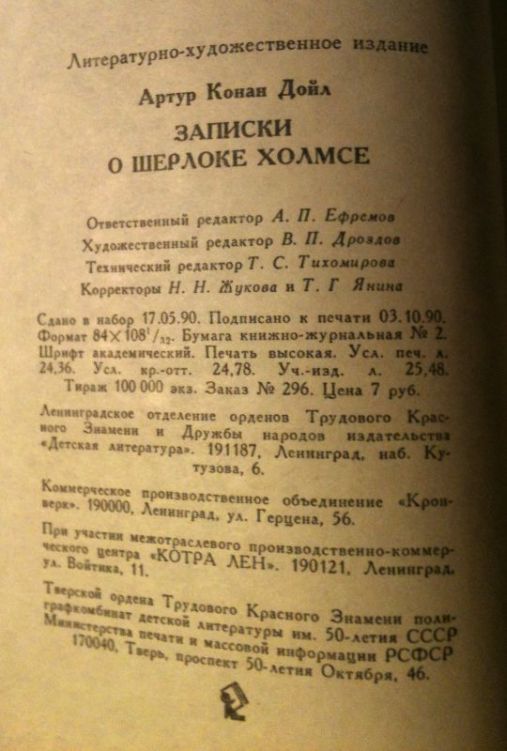 Литературно-художественное издание
Артур Конан Дойл
ЗАПИСКИ
О ШЕРЛОКЕ ХОЛМСЕ
Ответственный редактор А. П. Ефремов
Художественный редактор В. П. Дроздов
Технический редактор Т. С. Тихомирова
Корректоры Н. Н. Жукова и Т. Г Янина
Сдано в набор 17.05.90. Подписано к печати 03.10.90.
Формат 84×108¹/₃₂. Бумага книжно-журнальная № 2.
Шрифт академический. Печать высокая. Усл. печ. л.
24,36. Усл. кр.-отт. 24,78. Уч.-изд. л. 25,48.
Тираж 100 000 экз. Заказ № 296. Цена 7 руб.
Ленинградское отделение орденов Трудового Крас-
ного Знамени и Дружбы народов издательства
«Детская литература». 191187, Ленинград, наб. Ку-
тузова, 6.
Коммерческое производственное объединение «Крон-
верк». 190000, Ленинград, ул. Герцена, 56.
При участии межотраслевого производственно-коммер-
ческого центра «КОТРА ЛЕН». 190121, Ленинград,
ул. Войтика, 11.
Тверской ордена Трудового Красного Знамени поли-
графкомбинат детской литературы им. 50-летия СССР
Министерства печати и массовой информации РСФСР
170040, Тверь, проспект 50-летия Октября, 46.